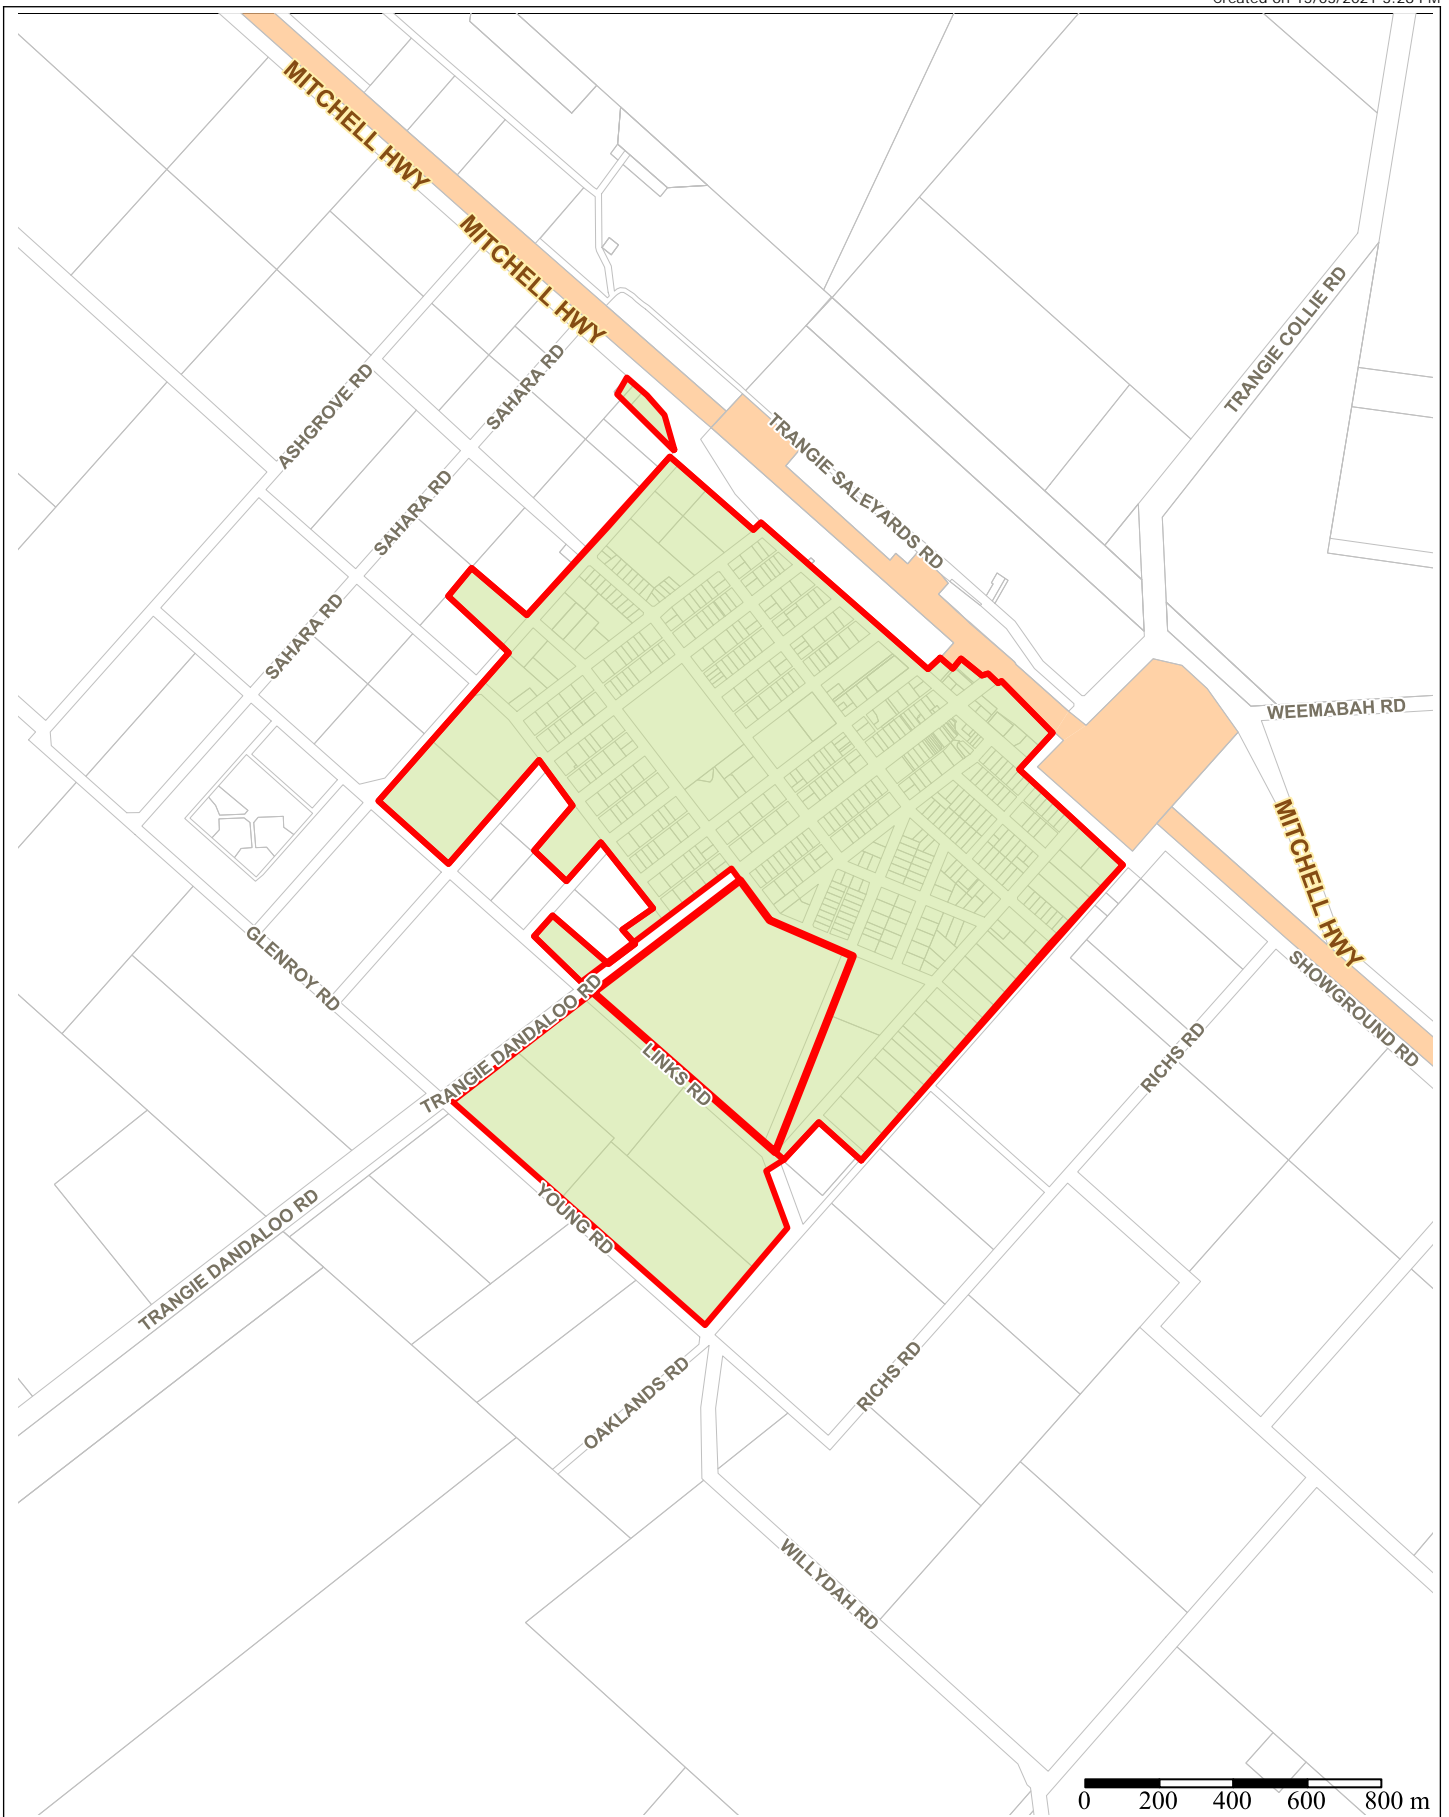 MITCHELL HWY
MITCHELL HWY
TRANGIE COLLIE RD
SAHARA RD
ASHGROVE RD
TRANGIE SALEYARDS RD
SAHARA RD
SAHARA RD
WEEMABAH RD
MITCHELL HWY
GLENROY RD
SHOWGROUND RD
TRANGIE DANDALOO RD
LINKS RD
RICHS RD
YOUNG RD
TRANGIE DANDALOO RD
RICHS RD
OAKLANDS RD
WILLYDAH RD
0 200 400 600 800 m